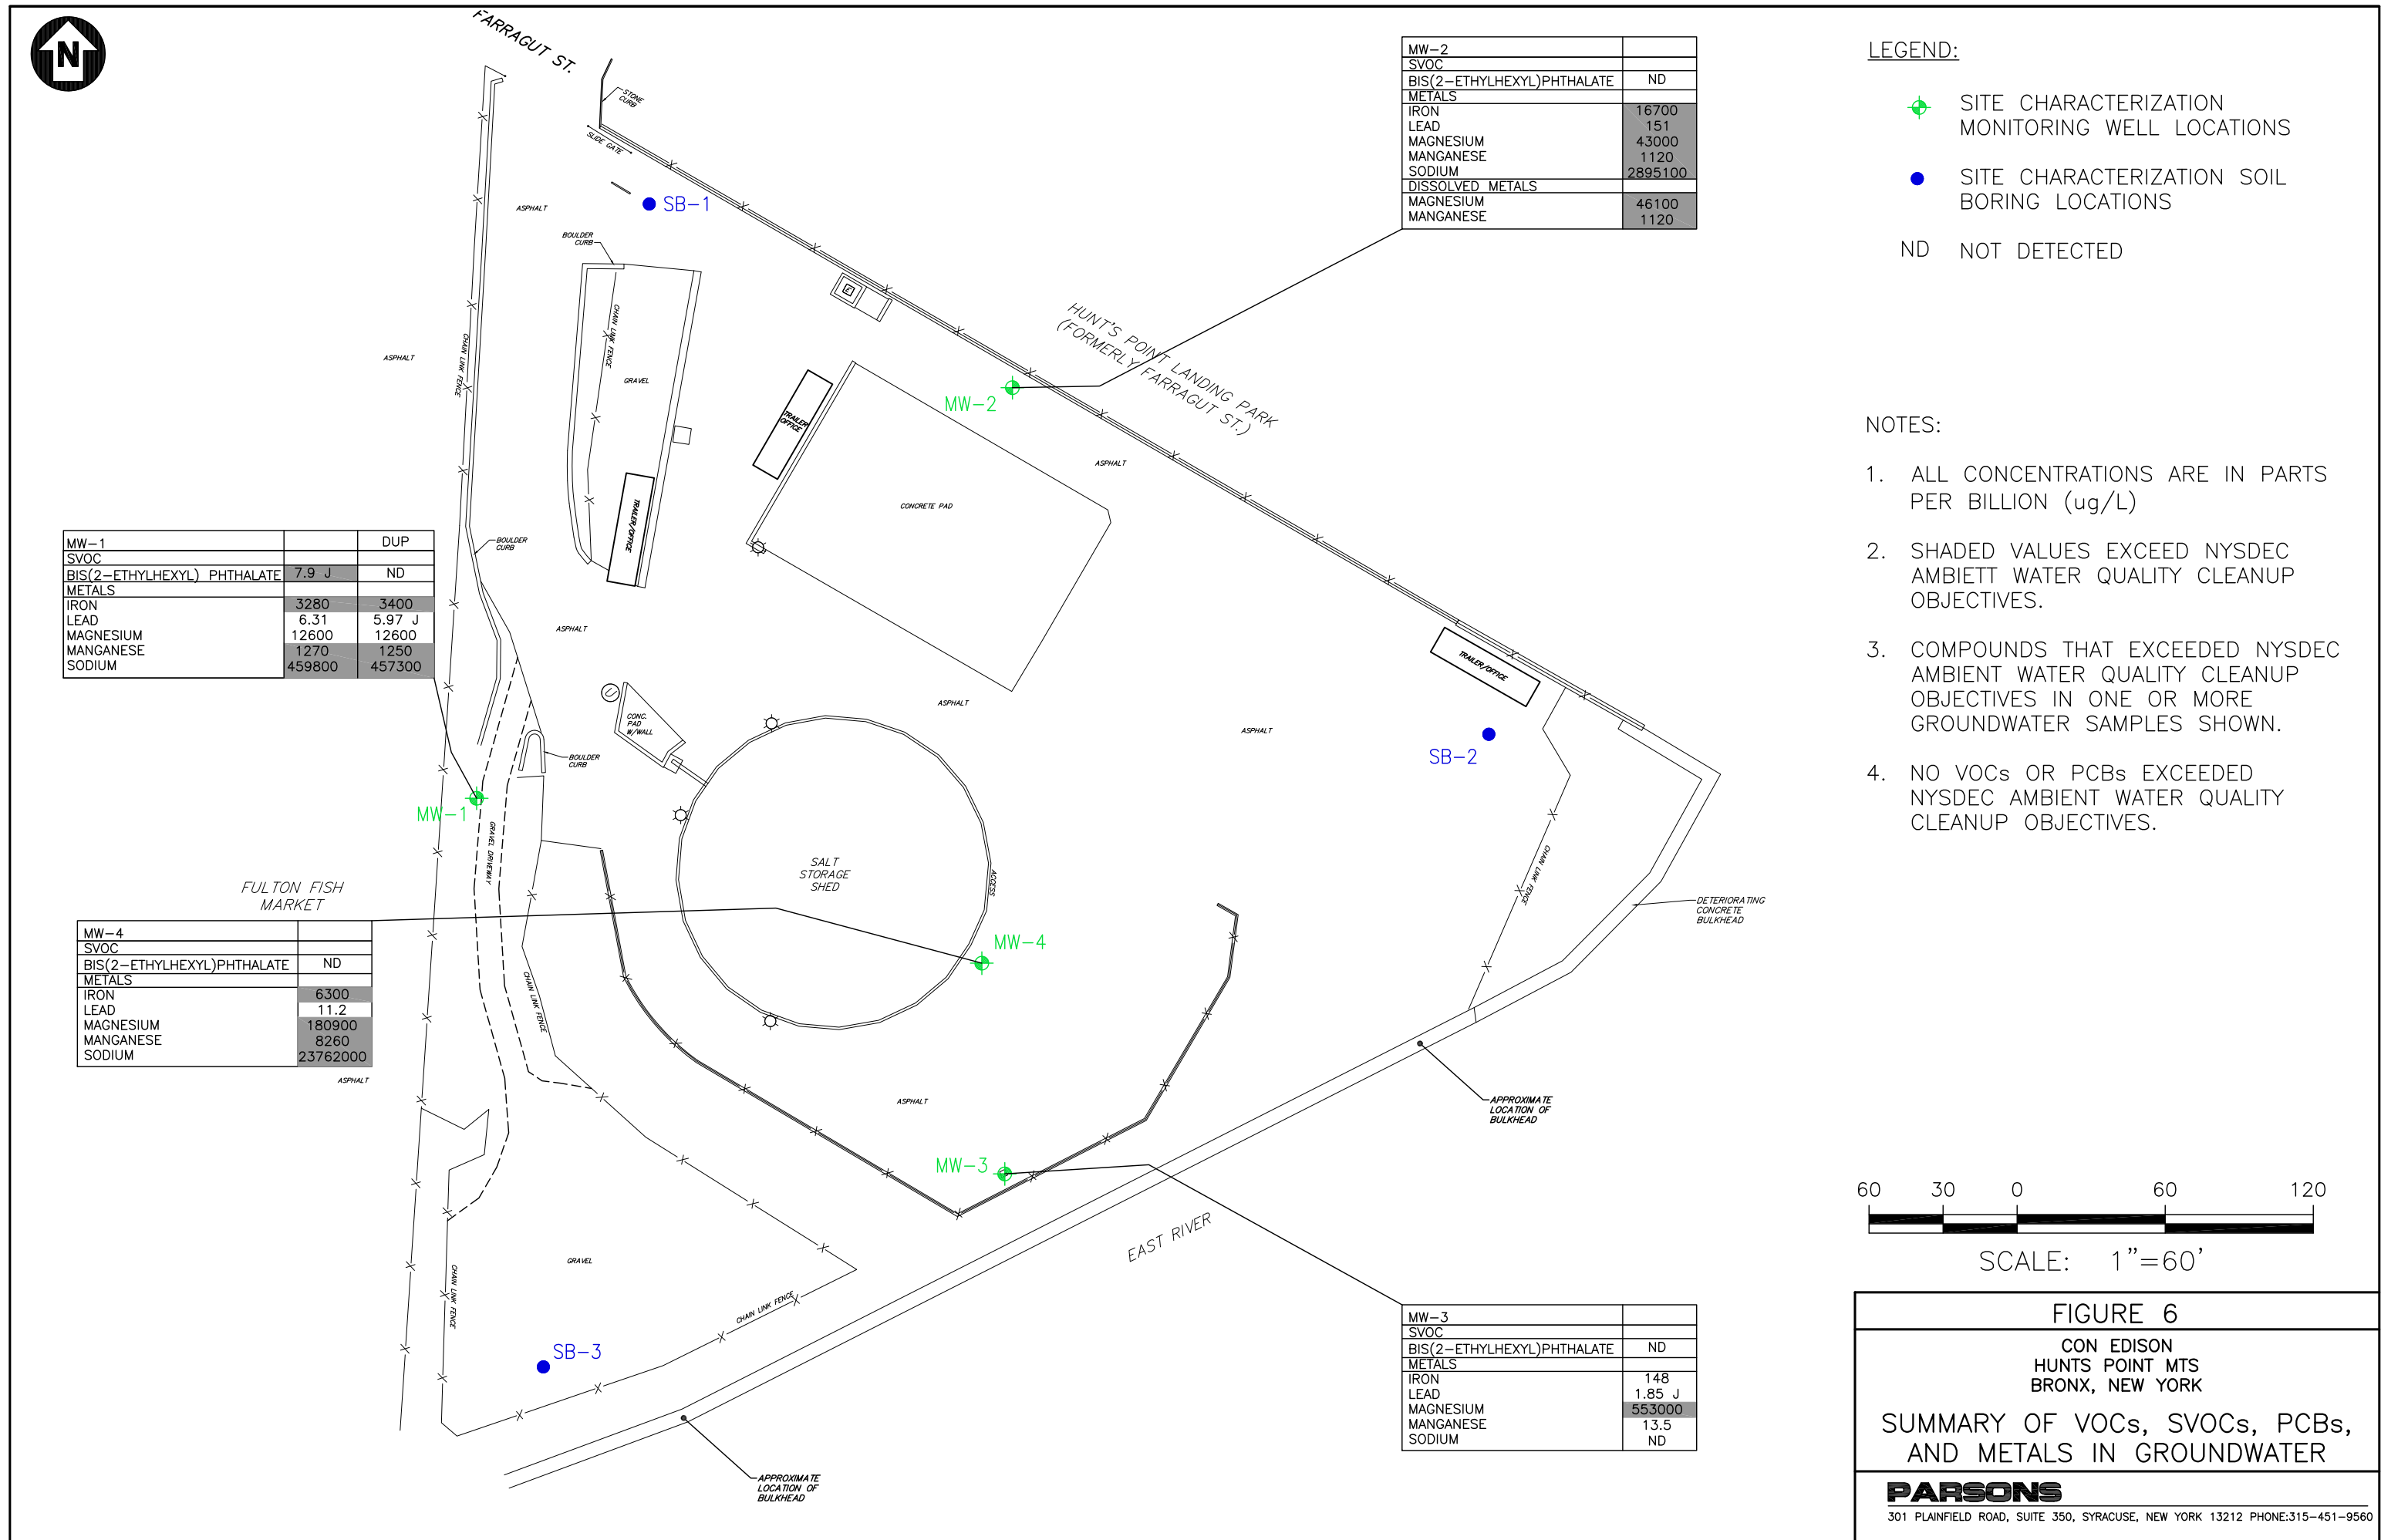 N
FARRAGUT ST.
STONE
CURB
SLIDE GATE
SB-1
ASPHALT
BOULDER
CURB
CHAIN LINK FENCE
ASPHALT
CHAIN LINK FENCE
GRAVEL
TRAILER
OFFICE
TRAILER/OFFICE
HUNT'S POINT LANDING PARK
(FORMERLY FARRAGUT ST.)
MW-2
ASPHALT
CONCRETE PAD
MW-2
SVOC
BIS(2-ETHYLHEXYL)PHTHALATE ND
METALS
IRON 16700
LEAD 151
MAGNESIUM 43000
MANGANESE 1120
SODIUM 2895100
DISSOLVED METALS
MAGNESIUM 46100
MANGANESE 1120
MW-1 DUP
SVOC
BIS(2-ETHYLHEXYL) PHTHALATE 7.9 J ND
METALS
IRON 3280 3400
LEAD 6.31 5.97 J
MAGNESIUM 12600 12600
MANGANESE 1270 1250
SODIUM 459800 457300
BOULDER
CURB
ASPHALT
TRAILER/OFFICE
U
CONC.
PAD
W/WALL
ASPHALT
ASPHALT
SB-2
BOULDER
CURB
MW-1
GRAVEL DRIVEWAY
SALT
STORAGE
SHED
ACCESS
CHAIN LINK FENCE
DETERIORATING
CONCRETE
BULKHEAD
FULTON FISH
MARKET
MW-4
MW-4
SVOC
BIS(2-ETHYLHEXYL)PHTHALATE ND
METALS
IRON 6300
LEAD 11.2
MAGNESIUM 180900
MANGANESE 8260
SODIUM 23762000
ASPHALT
CHAIN LINK FENCE
ASPHALT
APPROXIMATE
LOCATION OF
BULKHEAD
MW-3
EAST RIVER
GRAVEL
CHAIN LINK FENCE
CHAIN LINK FENCE
SB-3
APPROXIMATE
LOCATION OF
BULKHEAD
MW-3
SVOC
BIS(2-ETHYLHEXYL)PHTHALATE ND
METALS
IRON 148
LEAD 1.85 J
MAGNESIUM 553000
MANGANESE 13.5
SODIUM ND
LEGEND:
SITE CHARACTERIZATION
MONITORING WELL LOCATIONS
SITE CHARACTERIZATION SOIL
BORING LOCATIONS
ND NOT DETECTED
NOTES:
1. ALL CONCENTRATIONS ARE IN PARTS
PER BILLION (ug/L)
2. SHADED VALUES EXCEED NYSDEC
AMBIETT WATER QUALITY CLEANUP
OBJECTIVES.
3. COMPOUNDS THAT EXCEEDED NYSDEC
AMBIENT WATER QUALITY CLEANUP
OBJECTIVES IN ONE OR MORE
GROUNDWATER SAMPLES SHOWN.
4. NO VOCs OR PCBs EXCEEDED
NYSDEC AMBIENT WATER QUALITY
CLEANUP OBJECTIVES.
60 30 0 60 120
SCALE: 1"=60'
FIGURE 6
CON EDISON
HUNTS POINT MTS
BRONX, NEW YORK
SUMMARY OF VOCs, SVOCs, PCBs,
AND METALS IN GROUNDWATER
PARSONS
301 PLAINFIELD ROAD, SUITE 350, SYRACUSE, NEW YORK 13212 PHONE:315-451-9560